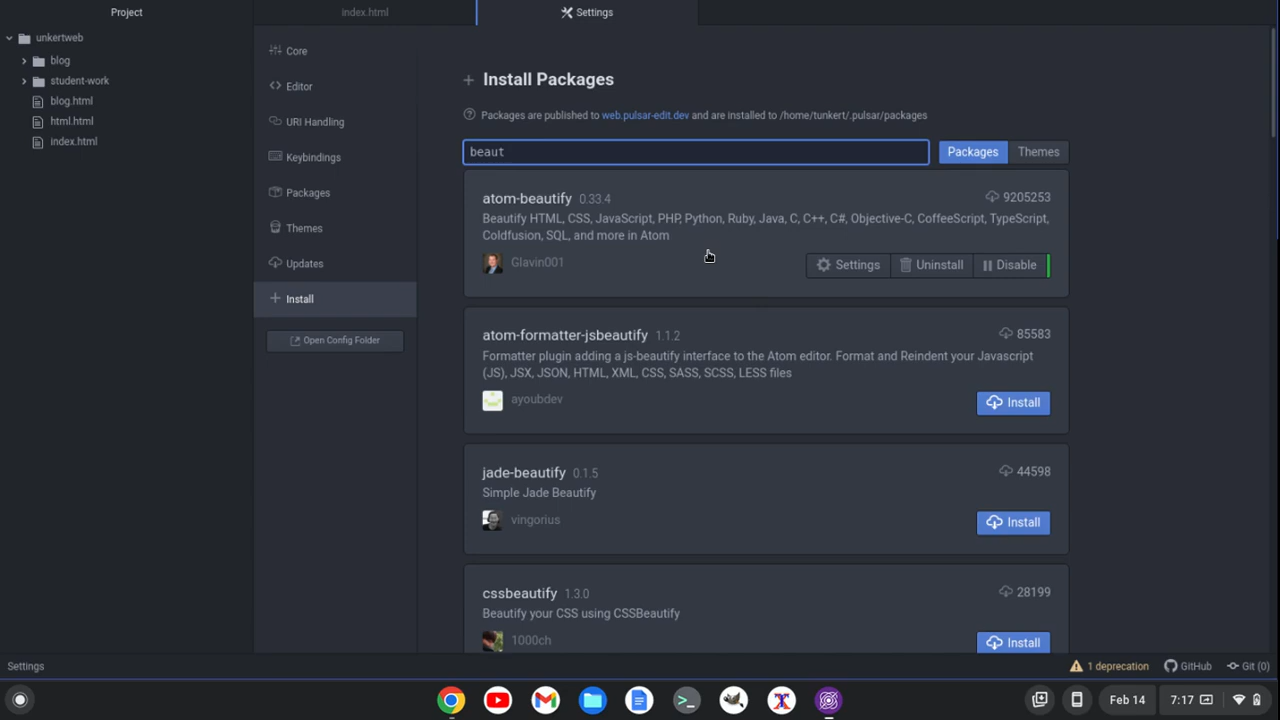 Project
index.html
Settings
unkertweb
blog
student-work
blog.html
html.html
index.html
Core
Editor
URI Handling
Keybindings
Packages
Themes
Updates
Install
Open Config Folder
Install Packages
Packages are published to web.pulsar-edit.dev and are installed to /home/tunkert/.pulsar/packages
beaut
Packages Themes
atom-beautify 0.33.4 9205253
Beautify HTML, CSS, JavaScript, PHP, Python, Ruby, Java, C, C++, C#, Objective-C, CoffeeScript, TypeScript,
Coldfusion, SQL, and more in Atom
Glavin001
Settings Uninstall Disable
atom-formatter-jsbeautify 1.1.2 85583
Formatter plugin adding a js-beautify interface to the Atom editor. Format and Reindent your Javascript
(JS), JSX, JSON, HTML, XML, CSS, SASS, SCSS, LESS files
ayoubdev
Install
jade-beautify 0.1.5 44598
Simple Jade Beautify
vingorius
Install
cssbeautify 1.3.0 28199
Beautify your CSS using CSSBeautify
1000ch
Install
Settings
1 deprecation GitHub Git (0)
Feb 14 7:17